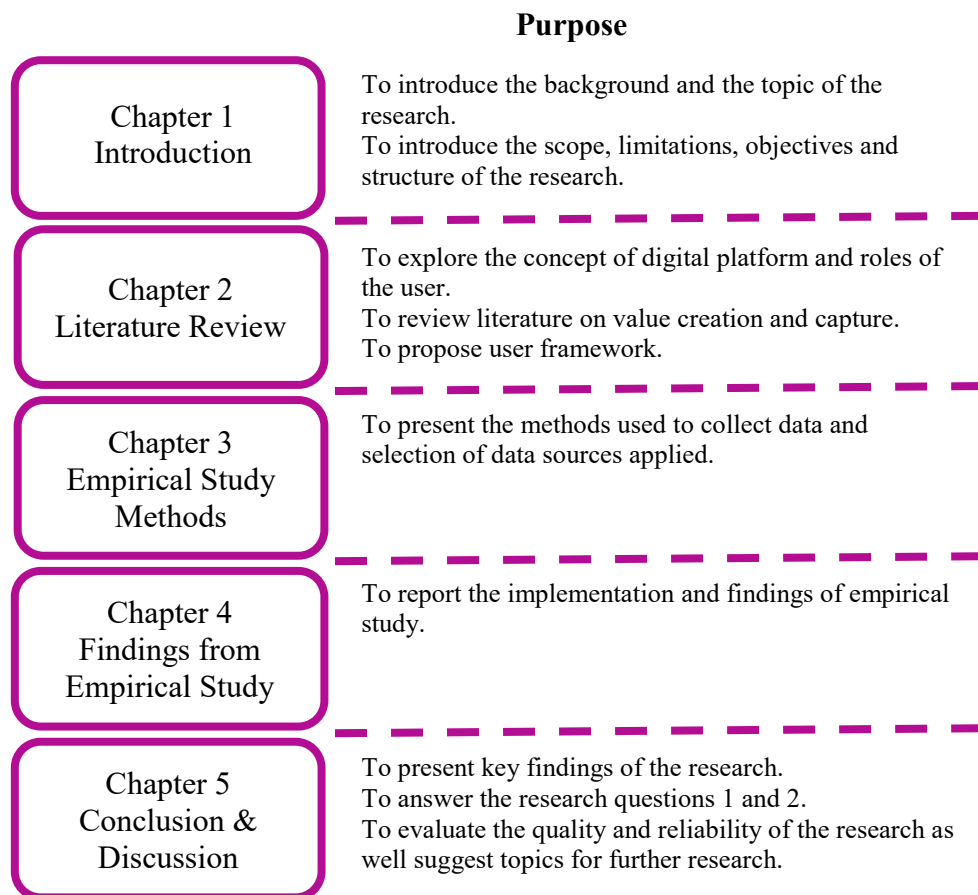 Purpose
Chapter 1
Introduction
To introduce the background and the topic of the
research.
To introduce the scope, limitations, objectives and
structure of the research.
Chapter 2
Literature Review
To explore the concept of digital platform and roles of
the user.
To review literature on value creation and capture.
To propose user framework.
Chapter 3
Empirical Study
Methods
To present the methods used to collect data and
selection of data sources applied.
Chapter 4
Findings from
Empirical Study
To report the implementation and findings of empirical
study.
Chapter 5
Conclusion &
Discussion
To present key findings of the research.
To answer the research questions 1 and 2.
To evaluate the quality and reliability of the research as
well suggest topics for further research.